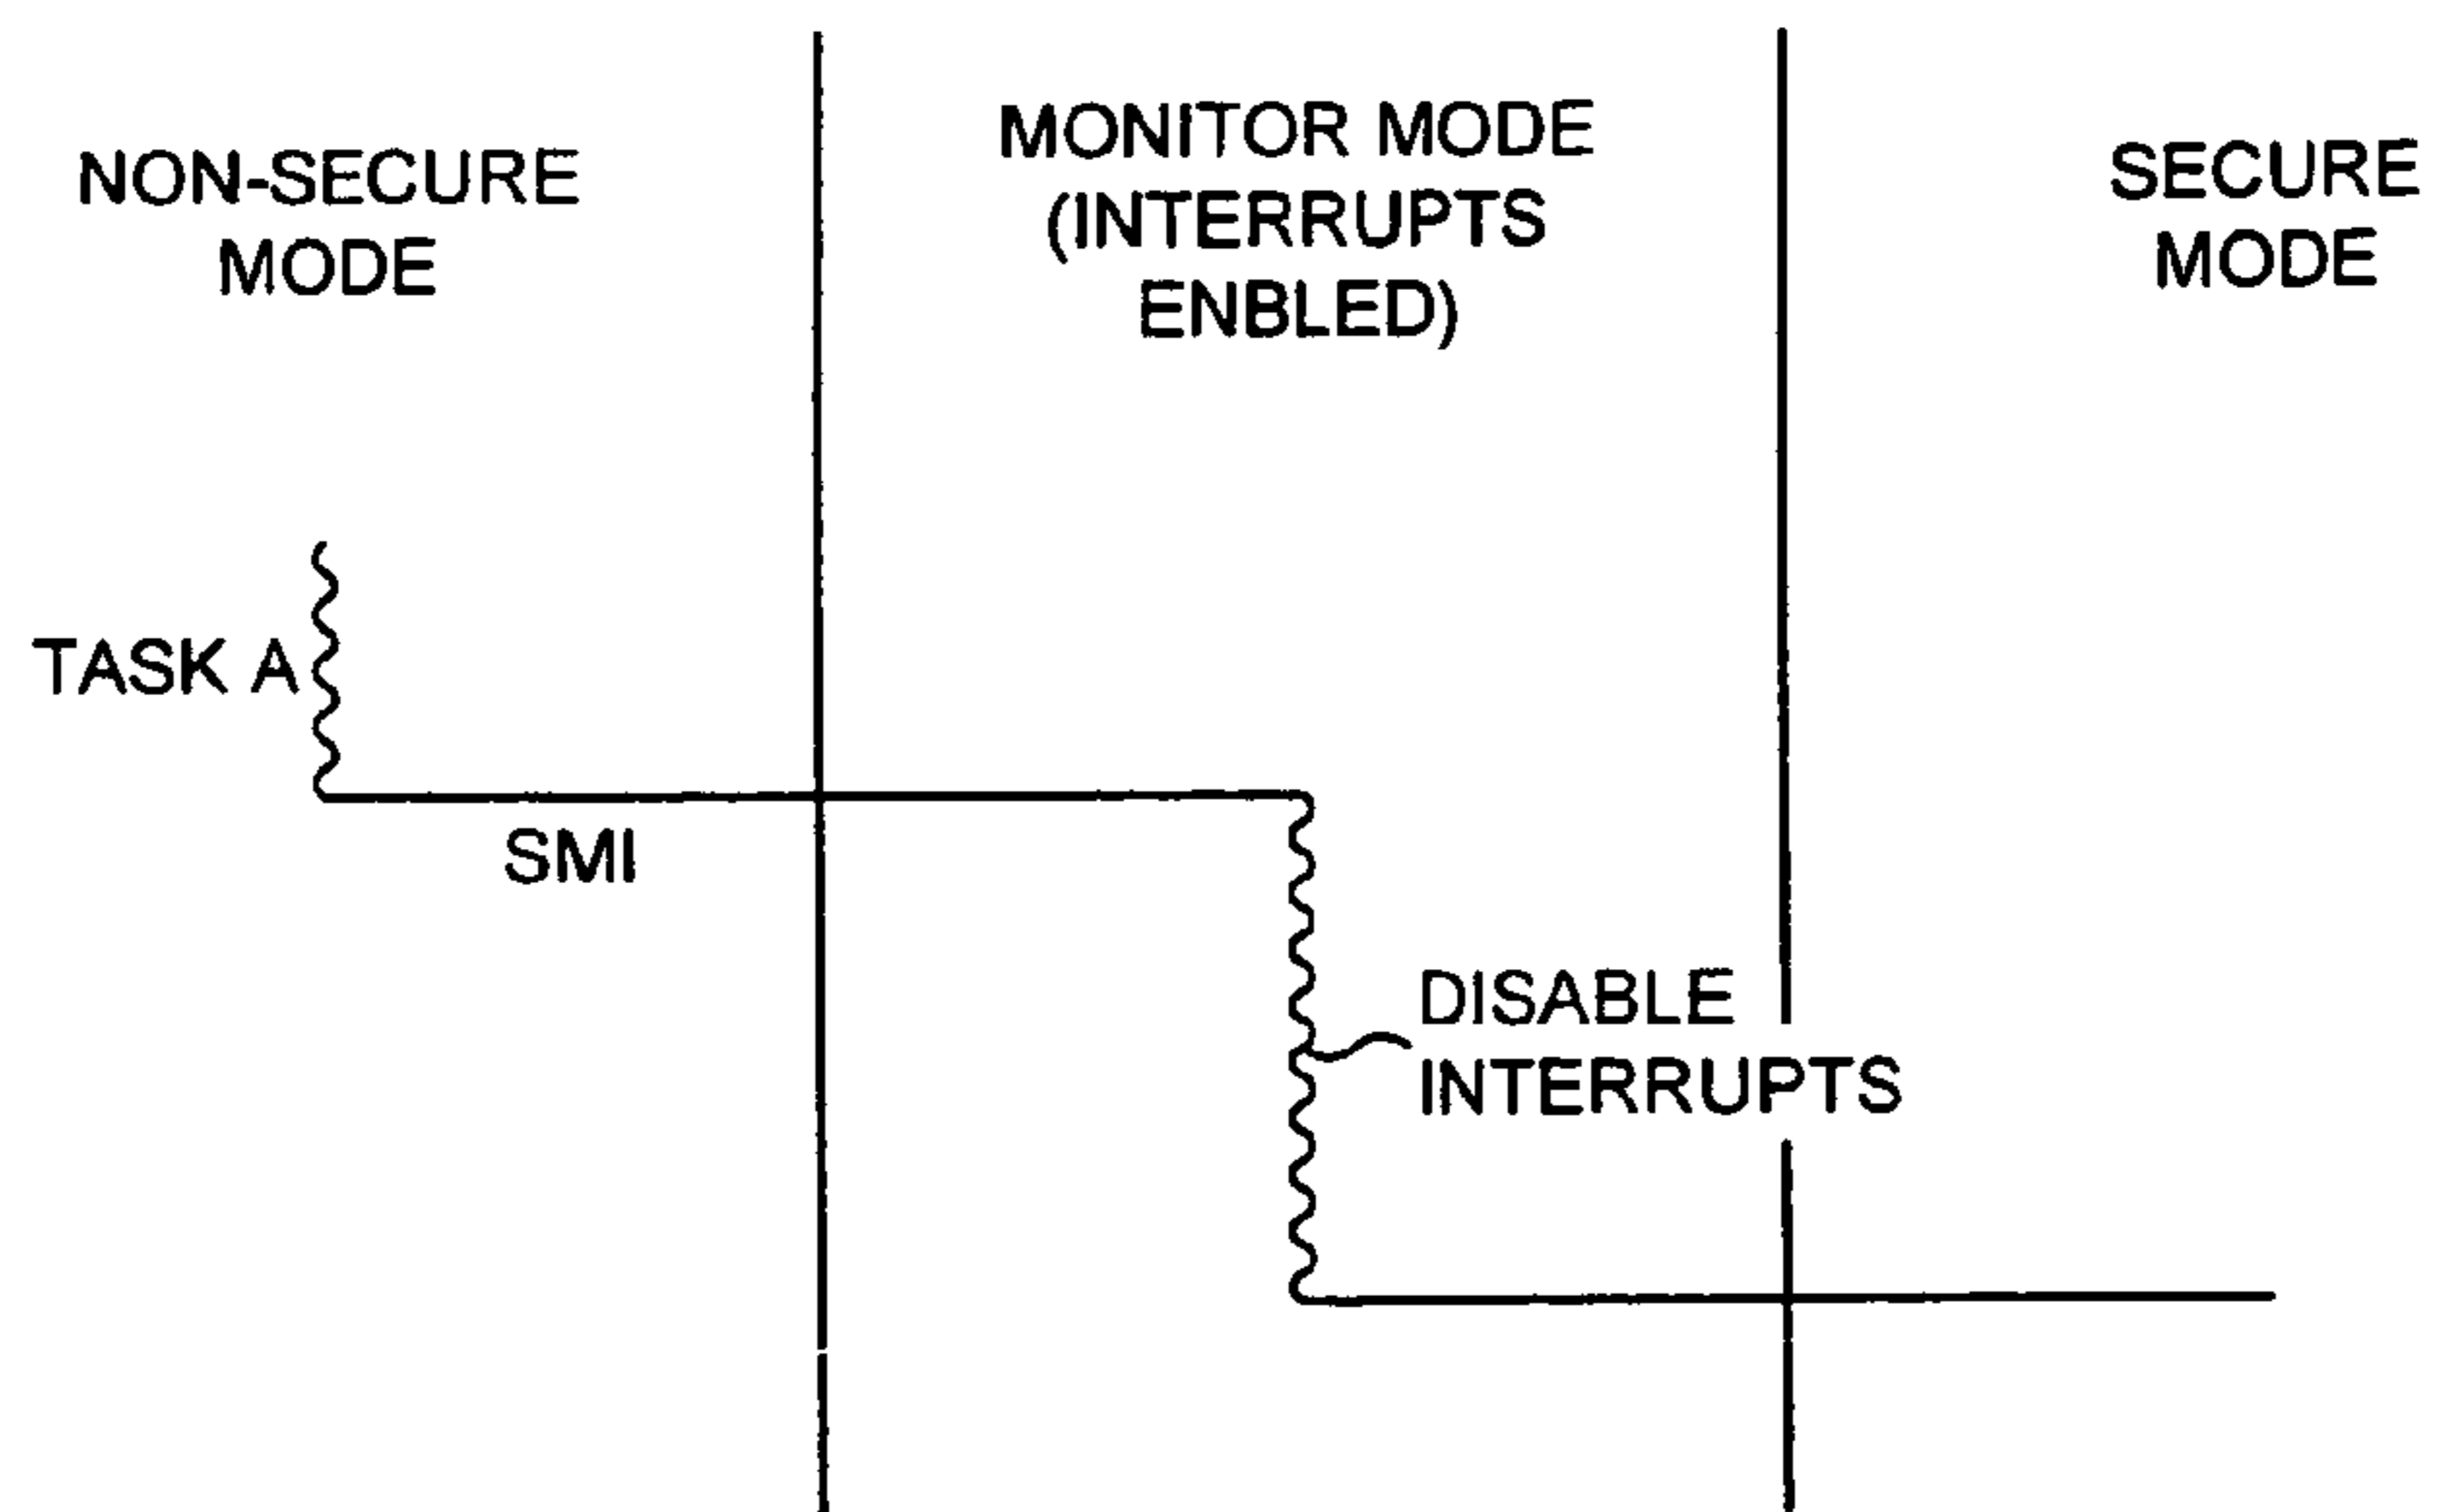 NON-SECURE
MODE
MONITOR MODE
(INTERRUPTS
ENBLED)
SECURE
MODE
TASK A
SMI
DISABLE
INTERRUPTS